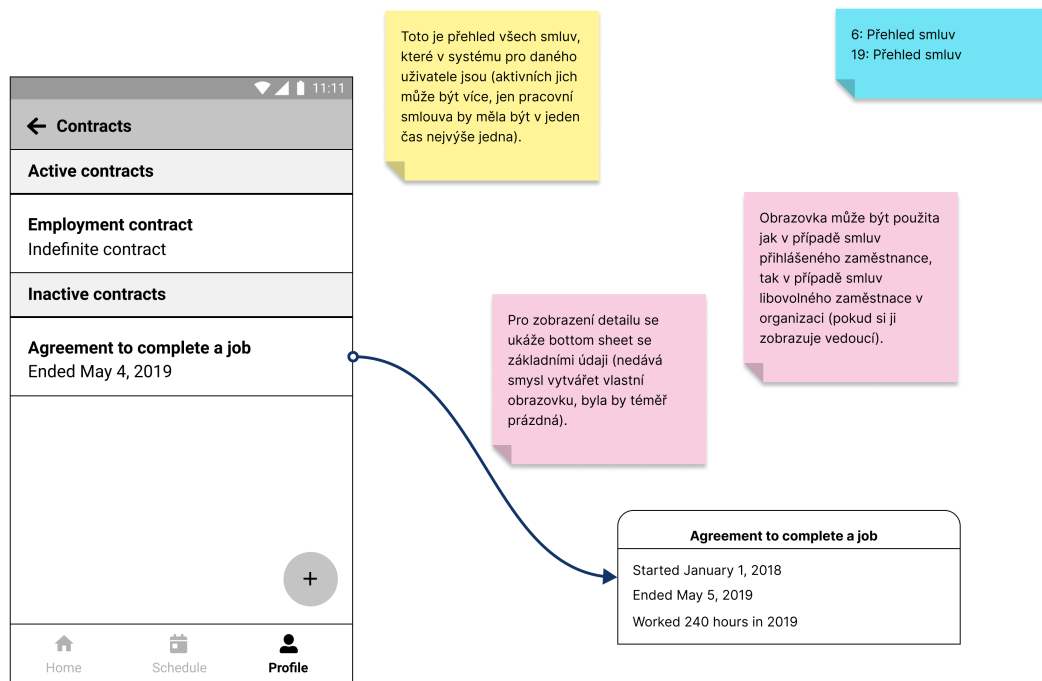 Toto je přehled všech smluv,
které v systému pro daného
uživatele jsou (aktivních jich
může být více, jen pracovní
smlouva by měla být v jeden
čas nejvýše jedna).
6: Přehled smluv
19: Přehled smluv
11:11
Contracts
Active contracts
Employment contract
Indefinite contract
Inactive contracts
Agreement to complete a job
Ended May 4, 2019
+
Home
Schedule
Profile
Obrazovka může být použita
jak v případě smluv
přihlášeného zaměstnance,
tak v případě smluv
libovolného zaměstnace v
organizaci (pokud si ji
zobrazuje vedoucí).
Pro zobrazení detailu se
ukáže bottom sheet se
základními údaji (nedává
smysl vytvářet vlastní
obrazovku, byla by téměř
prázdná).
Agreement to complete a job
Started January 1, 2018
Ended May 5, 2019
Worked 240 hours in 2019